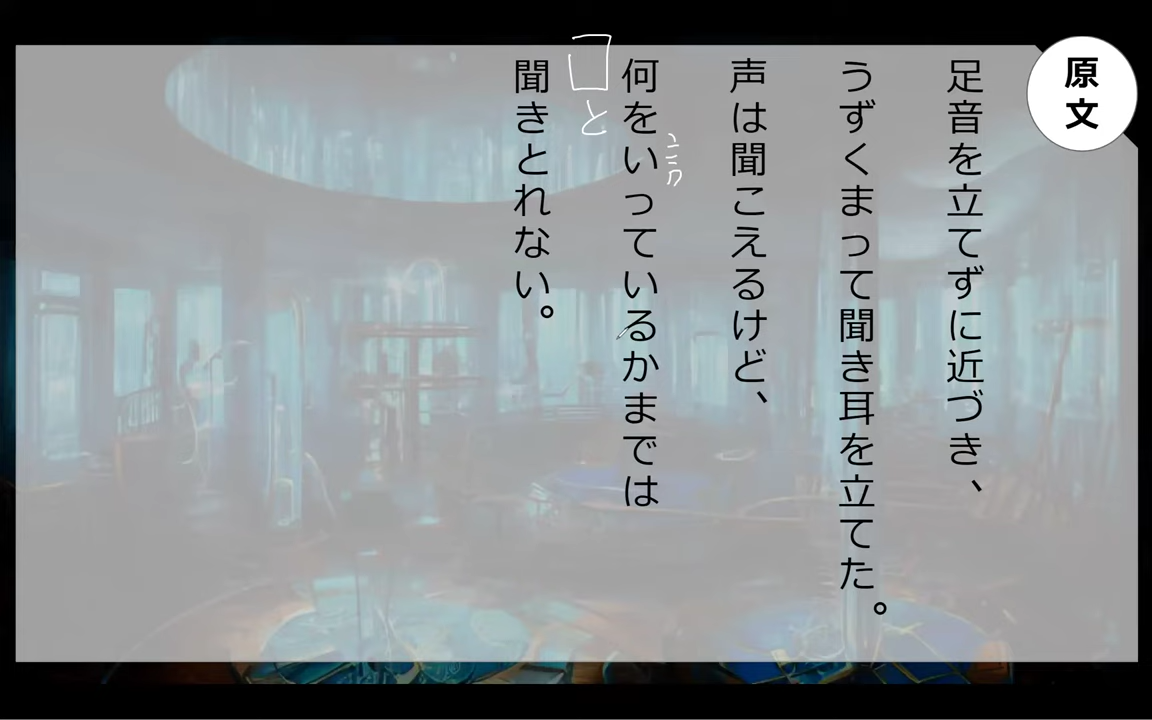 原文
足音を立てずに近づき、
うずくまって聞き耳を立てた。
声は聞こえるけど、
何をいっているかまでは
と
聞きとれない。